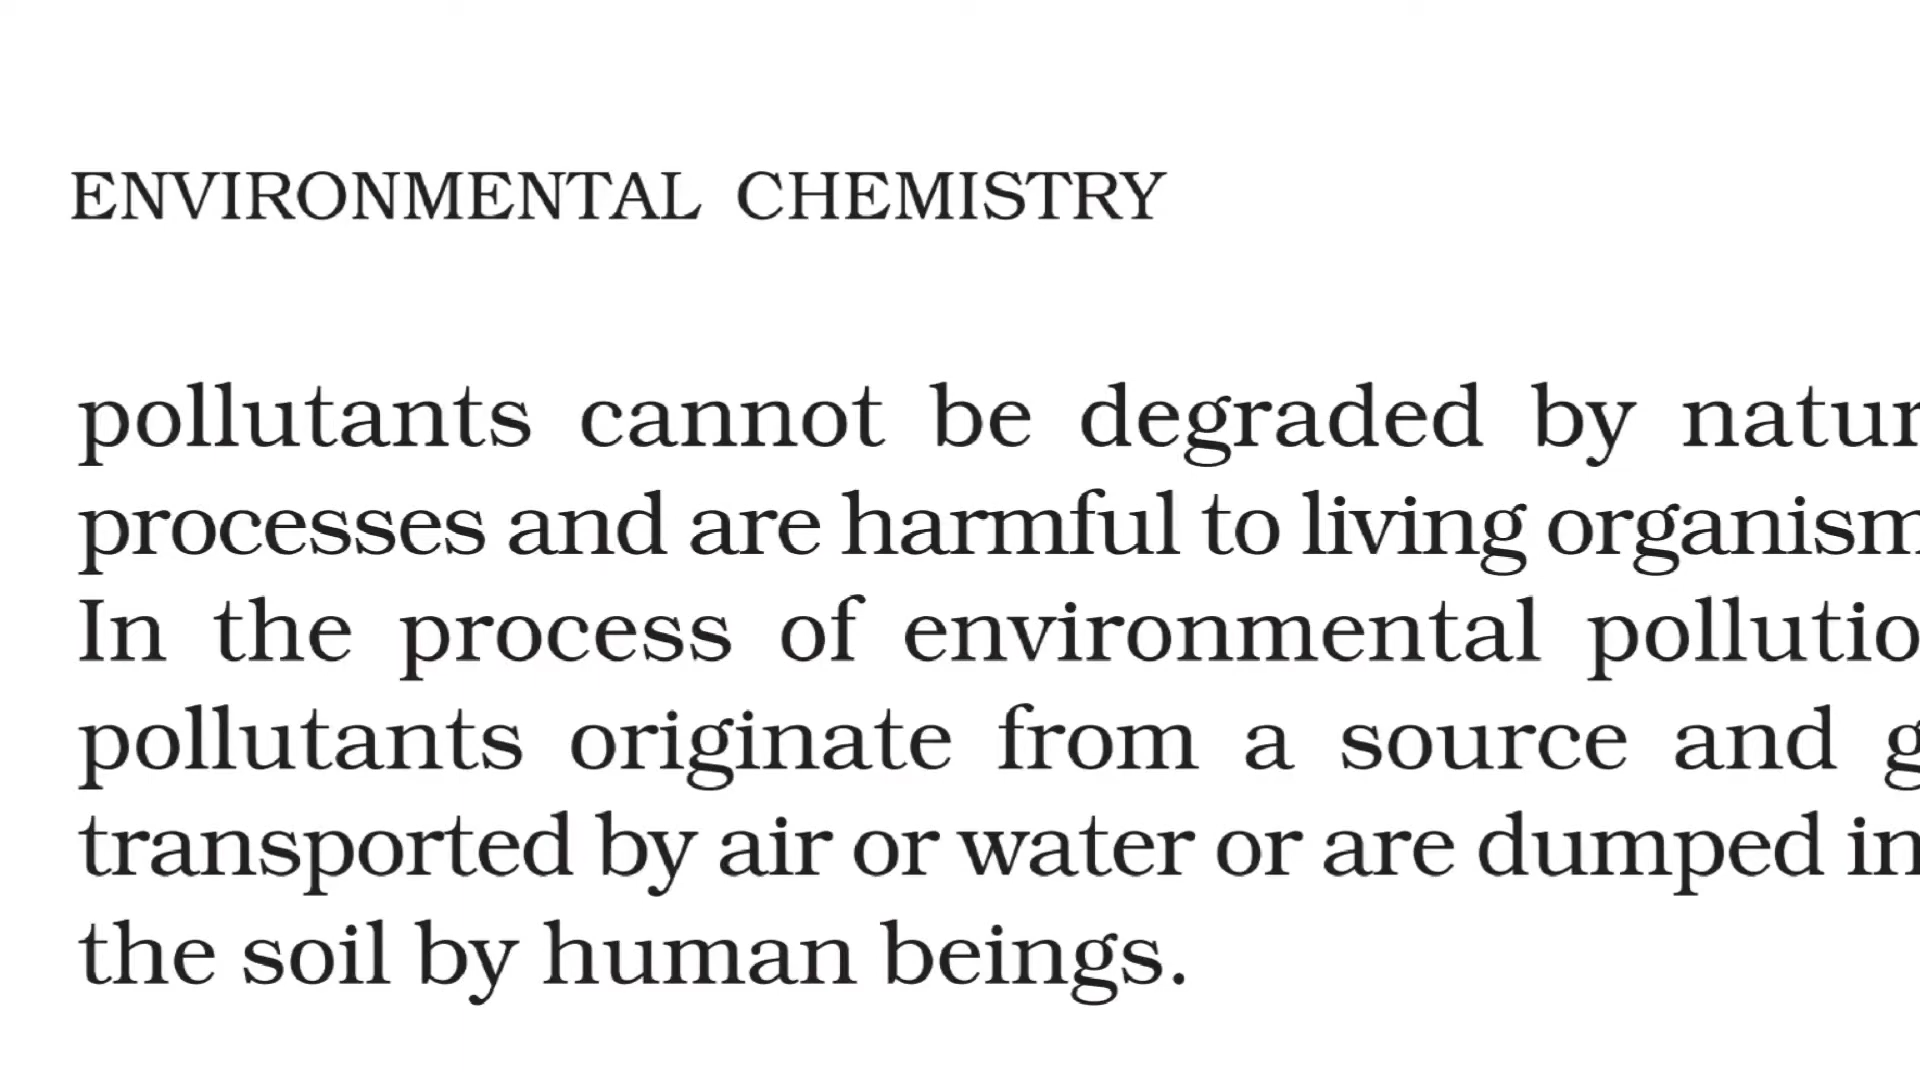 ENVIRONMENTAL CHEMISTRY
pollutants cannot be degraded by natur
processes and are harmful to living organism
In the process of environmental pollutio
pollutants originate from a source and g
transported by air or water or are dumped in
the soil by human beings.